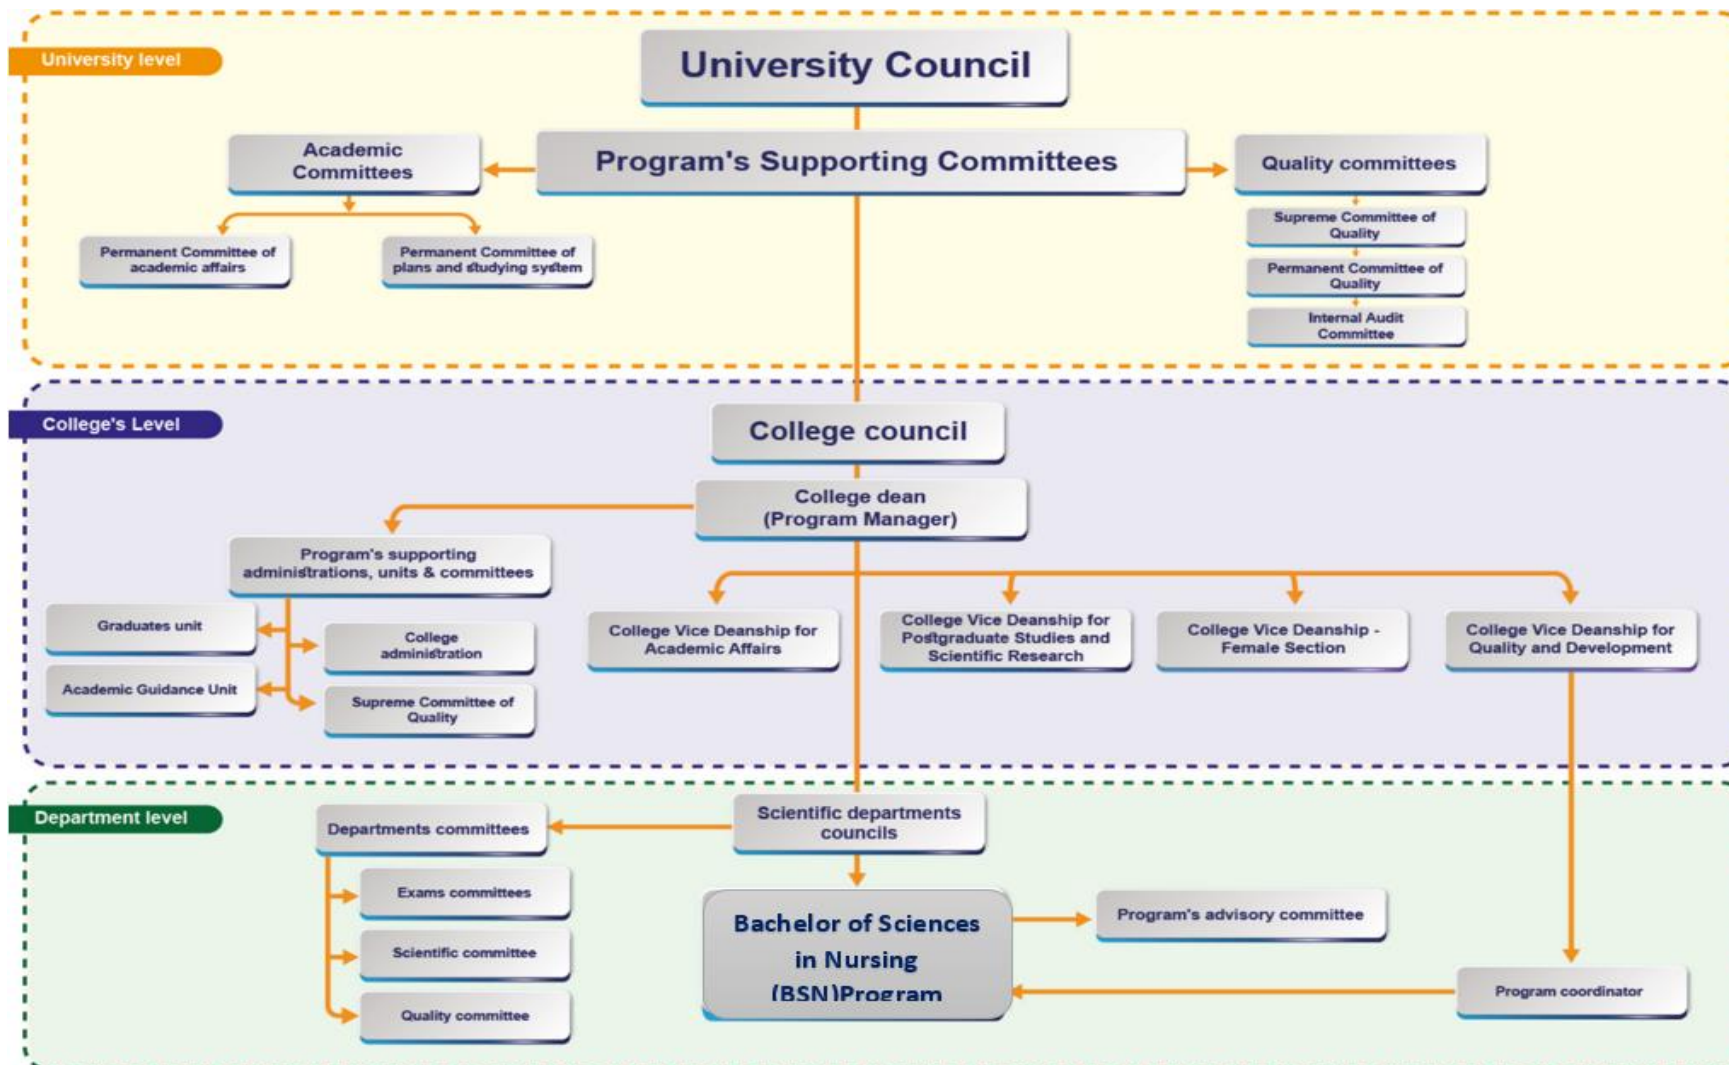 University level
University Council
Academic
Committees
Program's Supporting Committees
Quality committees
Permanent Committee of
academic affairs
Permanent Committee of
plans and studying system
Supreme Committee of
Quality
Permanent Committee of
Quality
Internal Audit
Committee
College's Level
College council
College dean
(Program Manager)
Program's supporting
administrations, units & committees
Graduates unit
College
administration
Academic Guidance Unit
Supreme Committee of
Quality
College Vice Deanship for
Academic Affairs
College Vice Deanship for
Postgraduate Studies and
Scientific Research
College Vice Deanship -
Female Section
College Vice Deanship for
Quality and Development
Department level
Departments committees
Scientific departments
councils
Exams committees
Scientific committee
Quality committee
Bachelor of Sciences
in Nursing
(BSN)Program
Program's advisory committee
Program coordinator